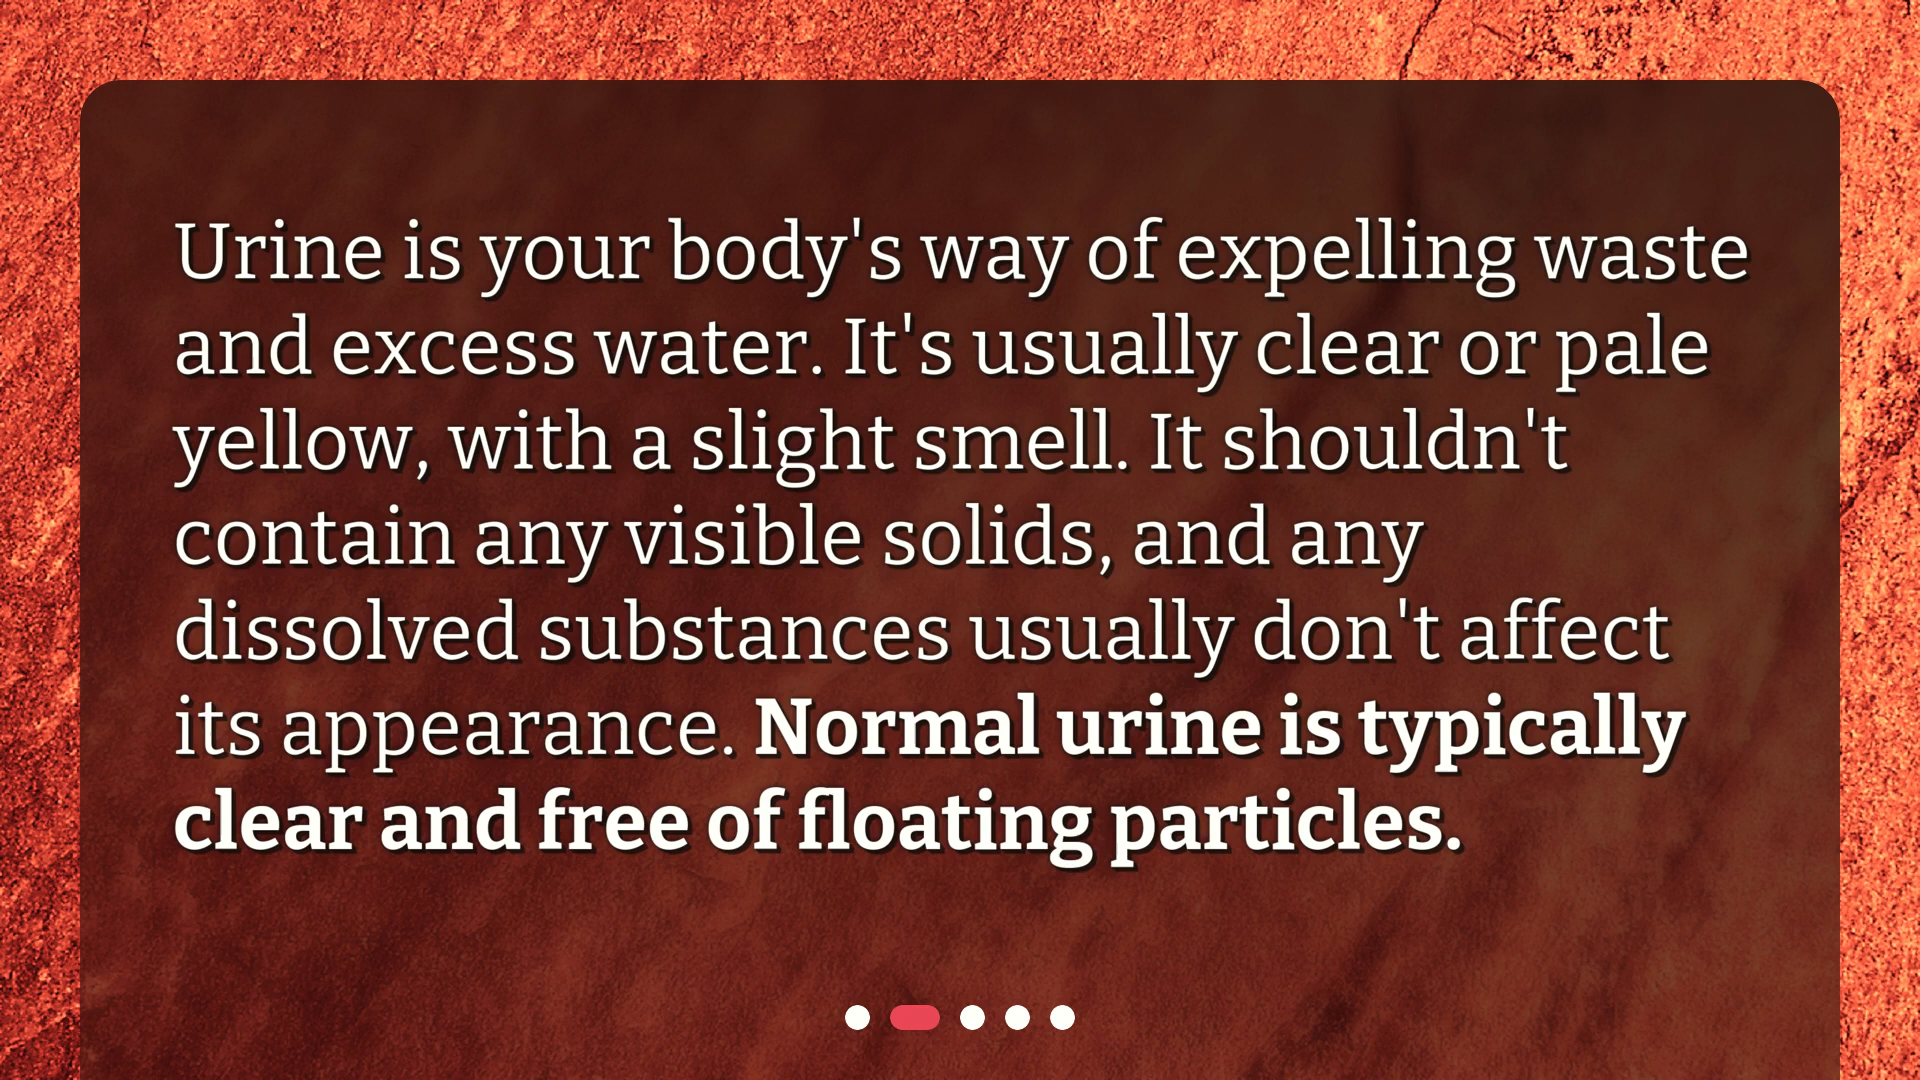 Urine is your body's way of expelling waste
and excess water. It's usually clear or pale
yellow, with a slight smell. It shouldn't
contain any visible solids, and any
dissolved substances usually don't affect
its appearance. Normal urine is typically
clear and free of floating particles.